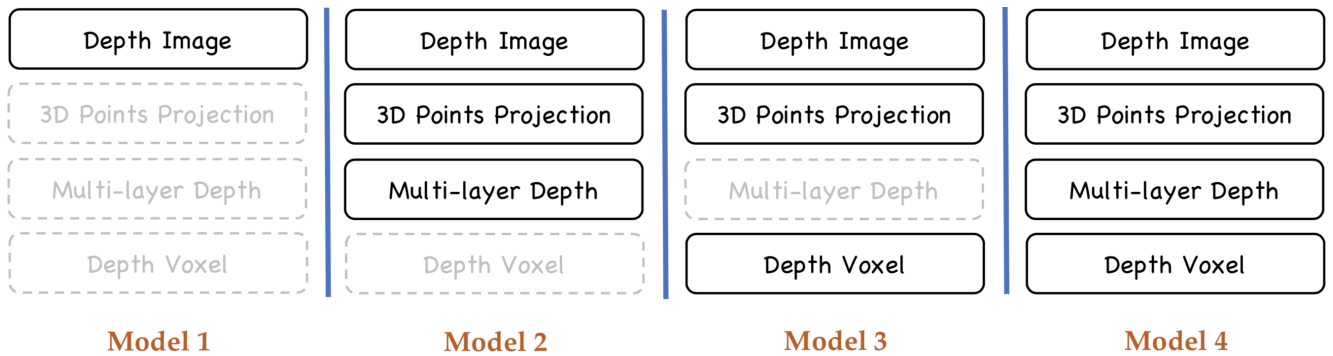 Depth Image
3D Points Projection
Multi-layer Depth
Depth Voxel
Model 1
Depth Image
3D Points Projection
Multi-layer Depth
Depth Voxel
Model 2
Depth Image
3D Points Projection
Multi-layer Depth
Depth Voxel
Model 3
Depth Image
3D Points Projection
Multi-layer Depth
Depth Voxel
Model 4